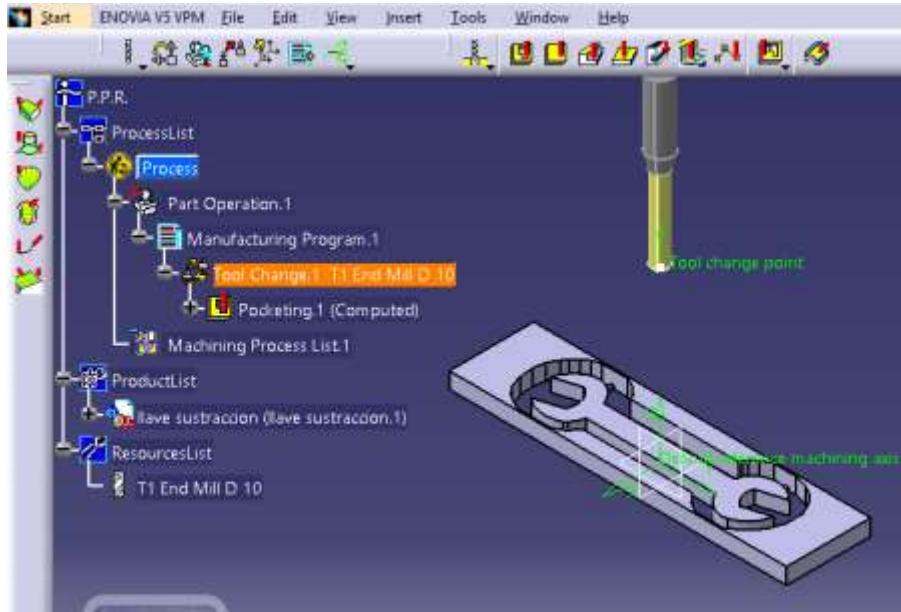 Start ENOVIA V5 VPM File Edit View Insert Tools Window Help
P.P.R.
ProcessList
Process
Part Operation.1
Manufacturing Program.1
Tool Change.1 T1 End Mill D 10
Pocketing.1 (Computed)
Machining Process List.1
ProductList
llave sustraccion (llave sustraccion.1)
ResourcesList
T1 End Mill D 10
Tool change point
machining axis